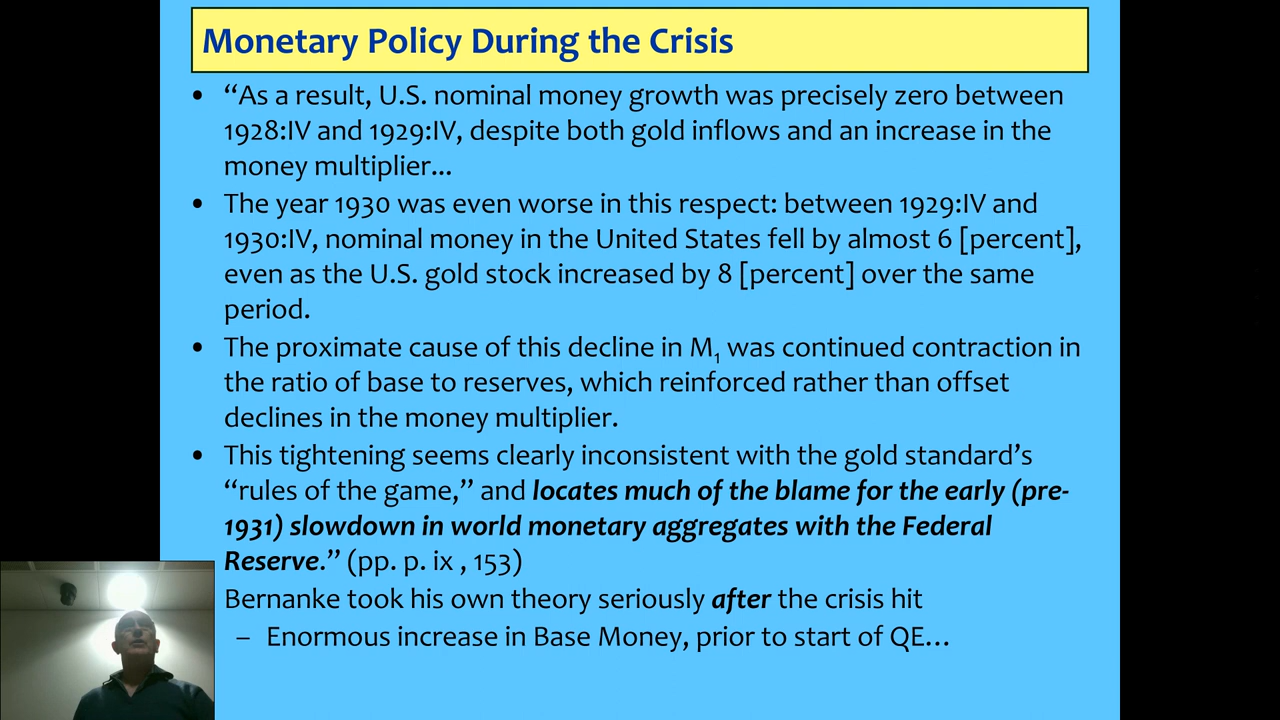 Monetary Policy During the Crisis
• “As a result, U.S. nominal money growth was precisely zero between
1928:IV and 1929:IV, despite both gold inflows and an increase in the
money multiplier...
• The year 1930 was even worse in this respect: between 1929:IV and
1930:IV, nominal money in the United States fell by almost 6 [percent],
even as the U.S. gold stock increased by 8 [percent] over the same
period.
• The proximate cause of this decline in M₁ was continued contraction in
the ratio of base to reserves, which reinforced rather than offset
declines in the money multiplier.
• This tightening seems clearly inconsistent with the gold standard’s
“rules of the game,” and locates much of the blame for the early (pre-
1931) slowdown in world monetary aggregates with the Federal
Reserve.” (pp. p. ix , 153)
Bernanke took his own theory seriously after the crisis hit
– Enormous increase in Base Money, prior to start of QE…